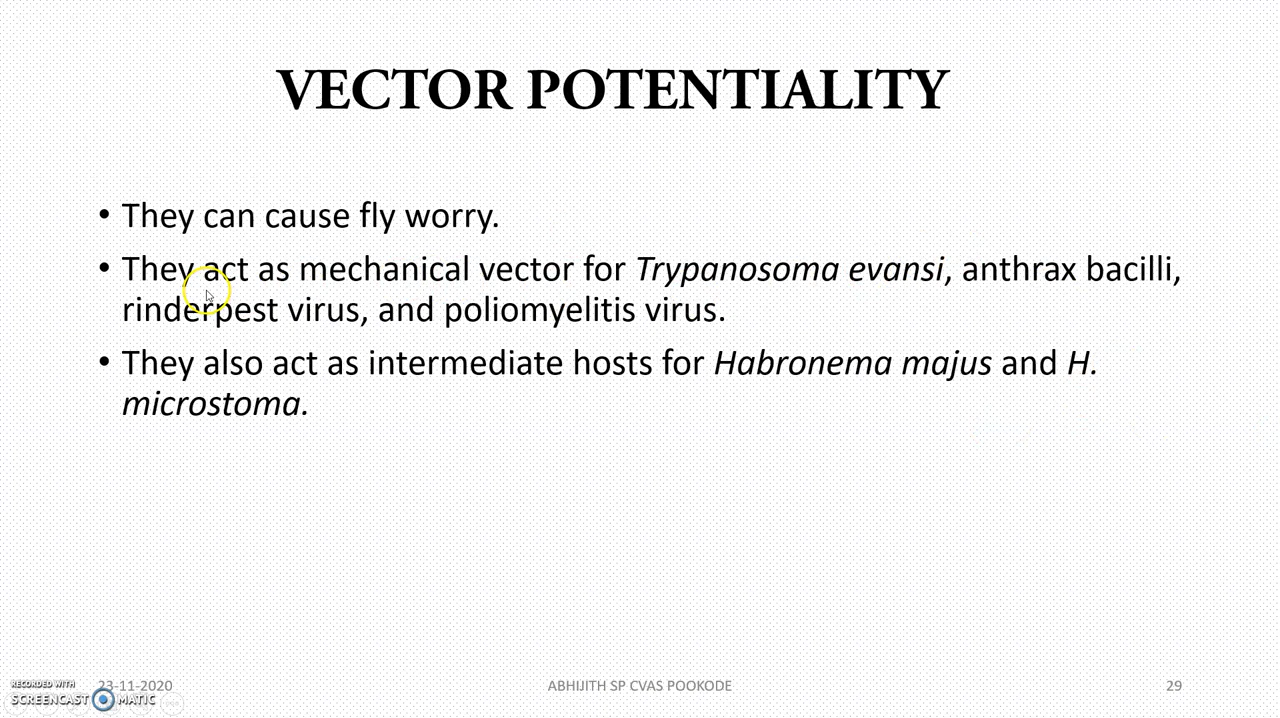 VECTOR POTENTIALITY
• They can cause fly worry.
• They act as mechanical vector for Trypanosoma evansi, anthrax bacilli,
rinderpest virus, and poliomyelitis virus.
• They also act as intermediate hosts for Habronema majus and H.
microstoma.
RECORDED WITH
SCREENCAST MATIC
23-11-2020
ABHIJITH SP CVAS POOKODE
29